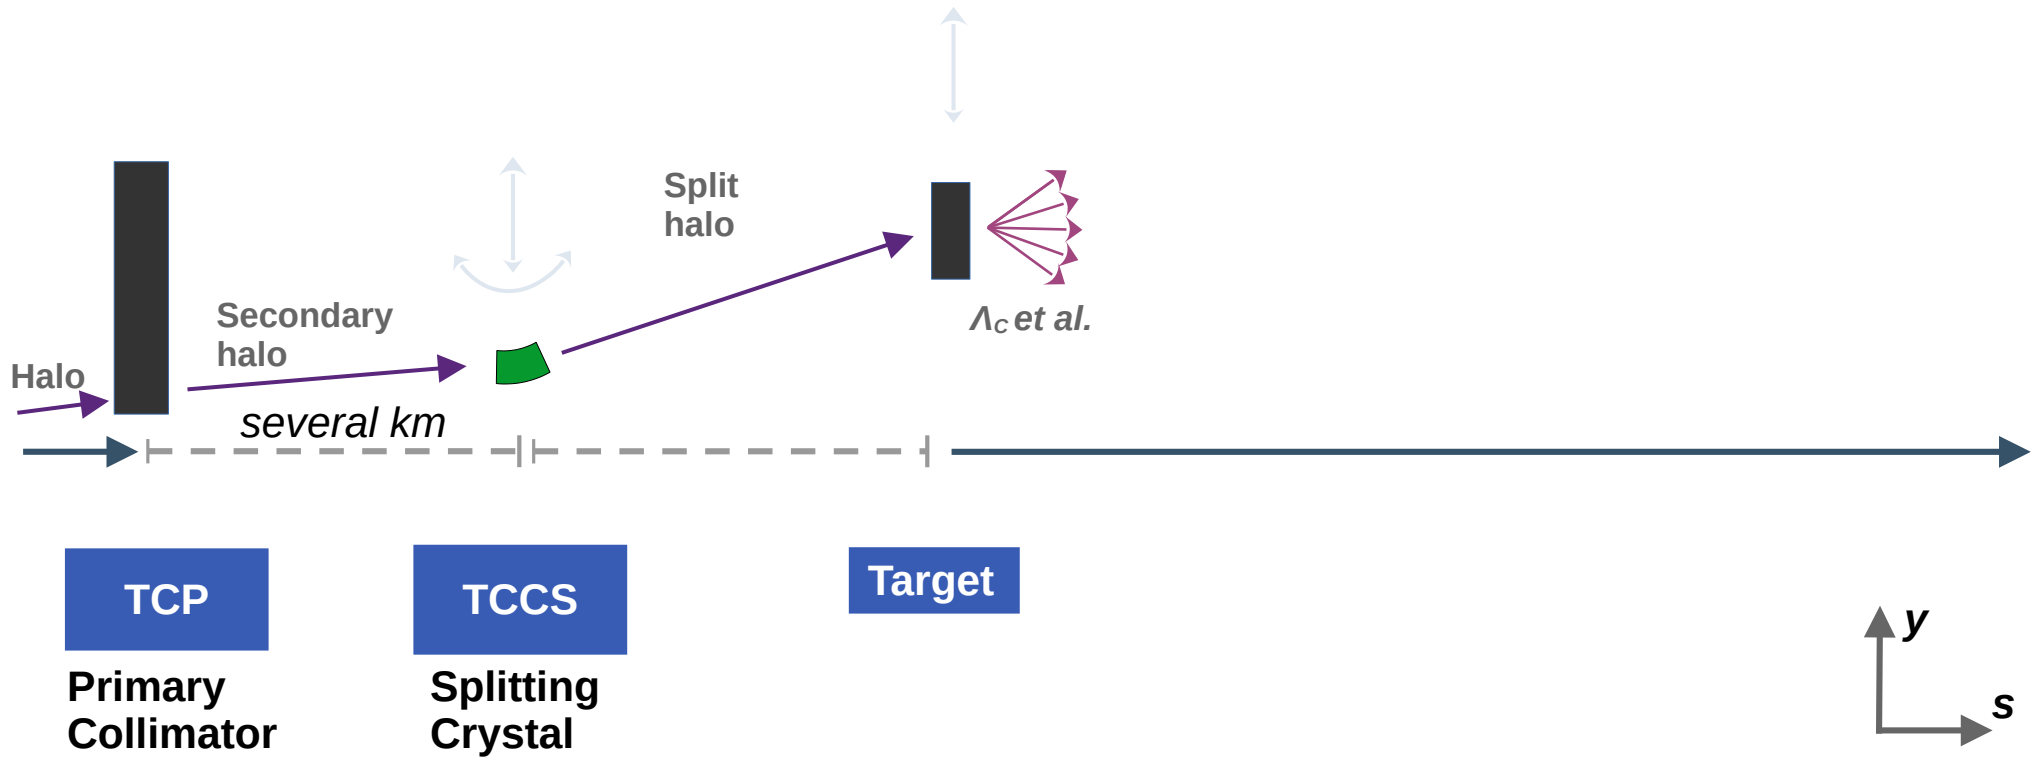 Split
halo
Secondary
halo
Halo
ΛC et al.
several km
TCP
TCCS
Target
Primary
Collimator
Splitting
Crystal
y
s